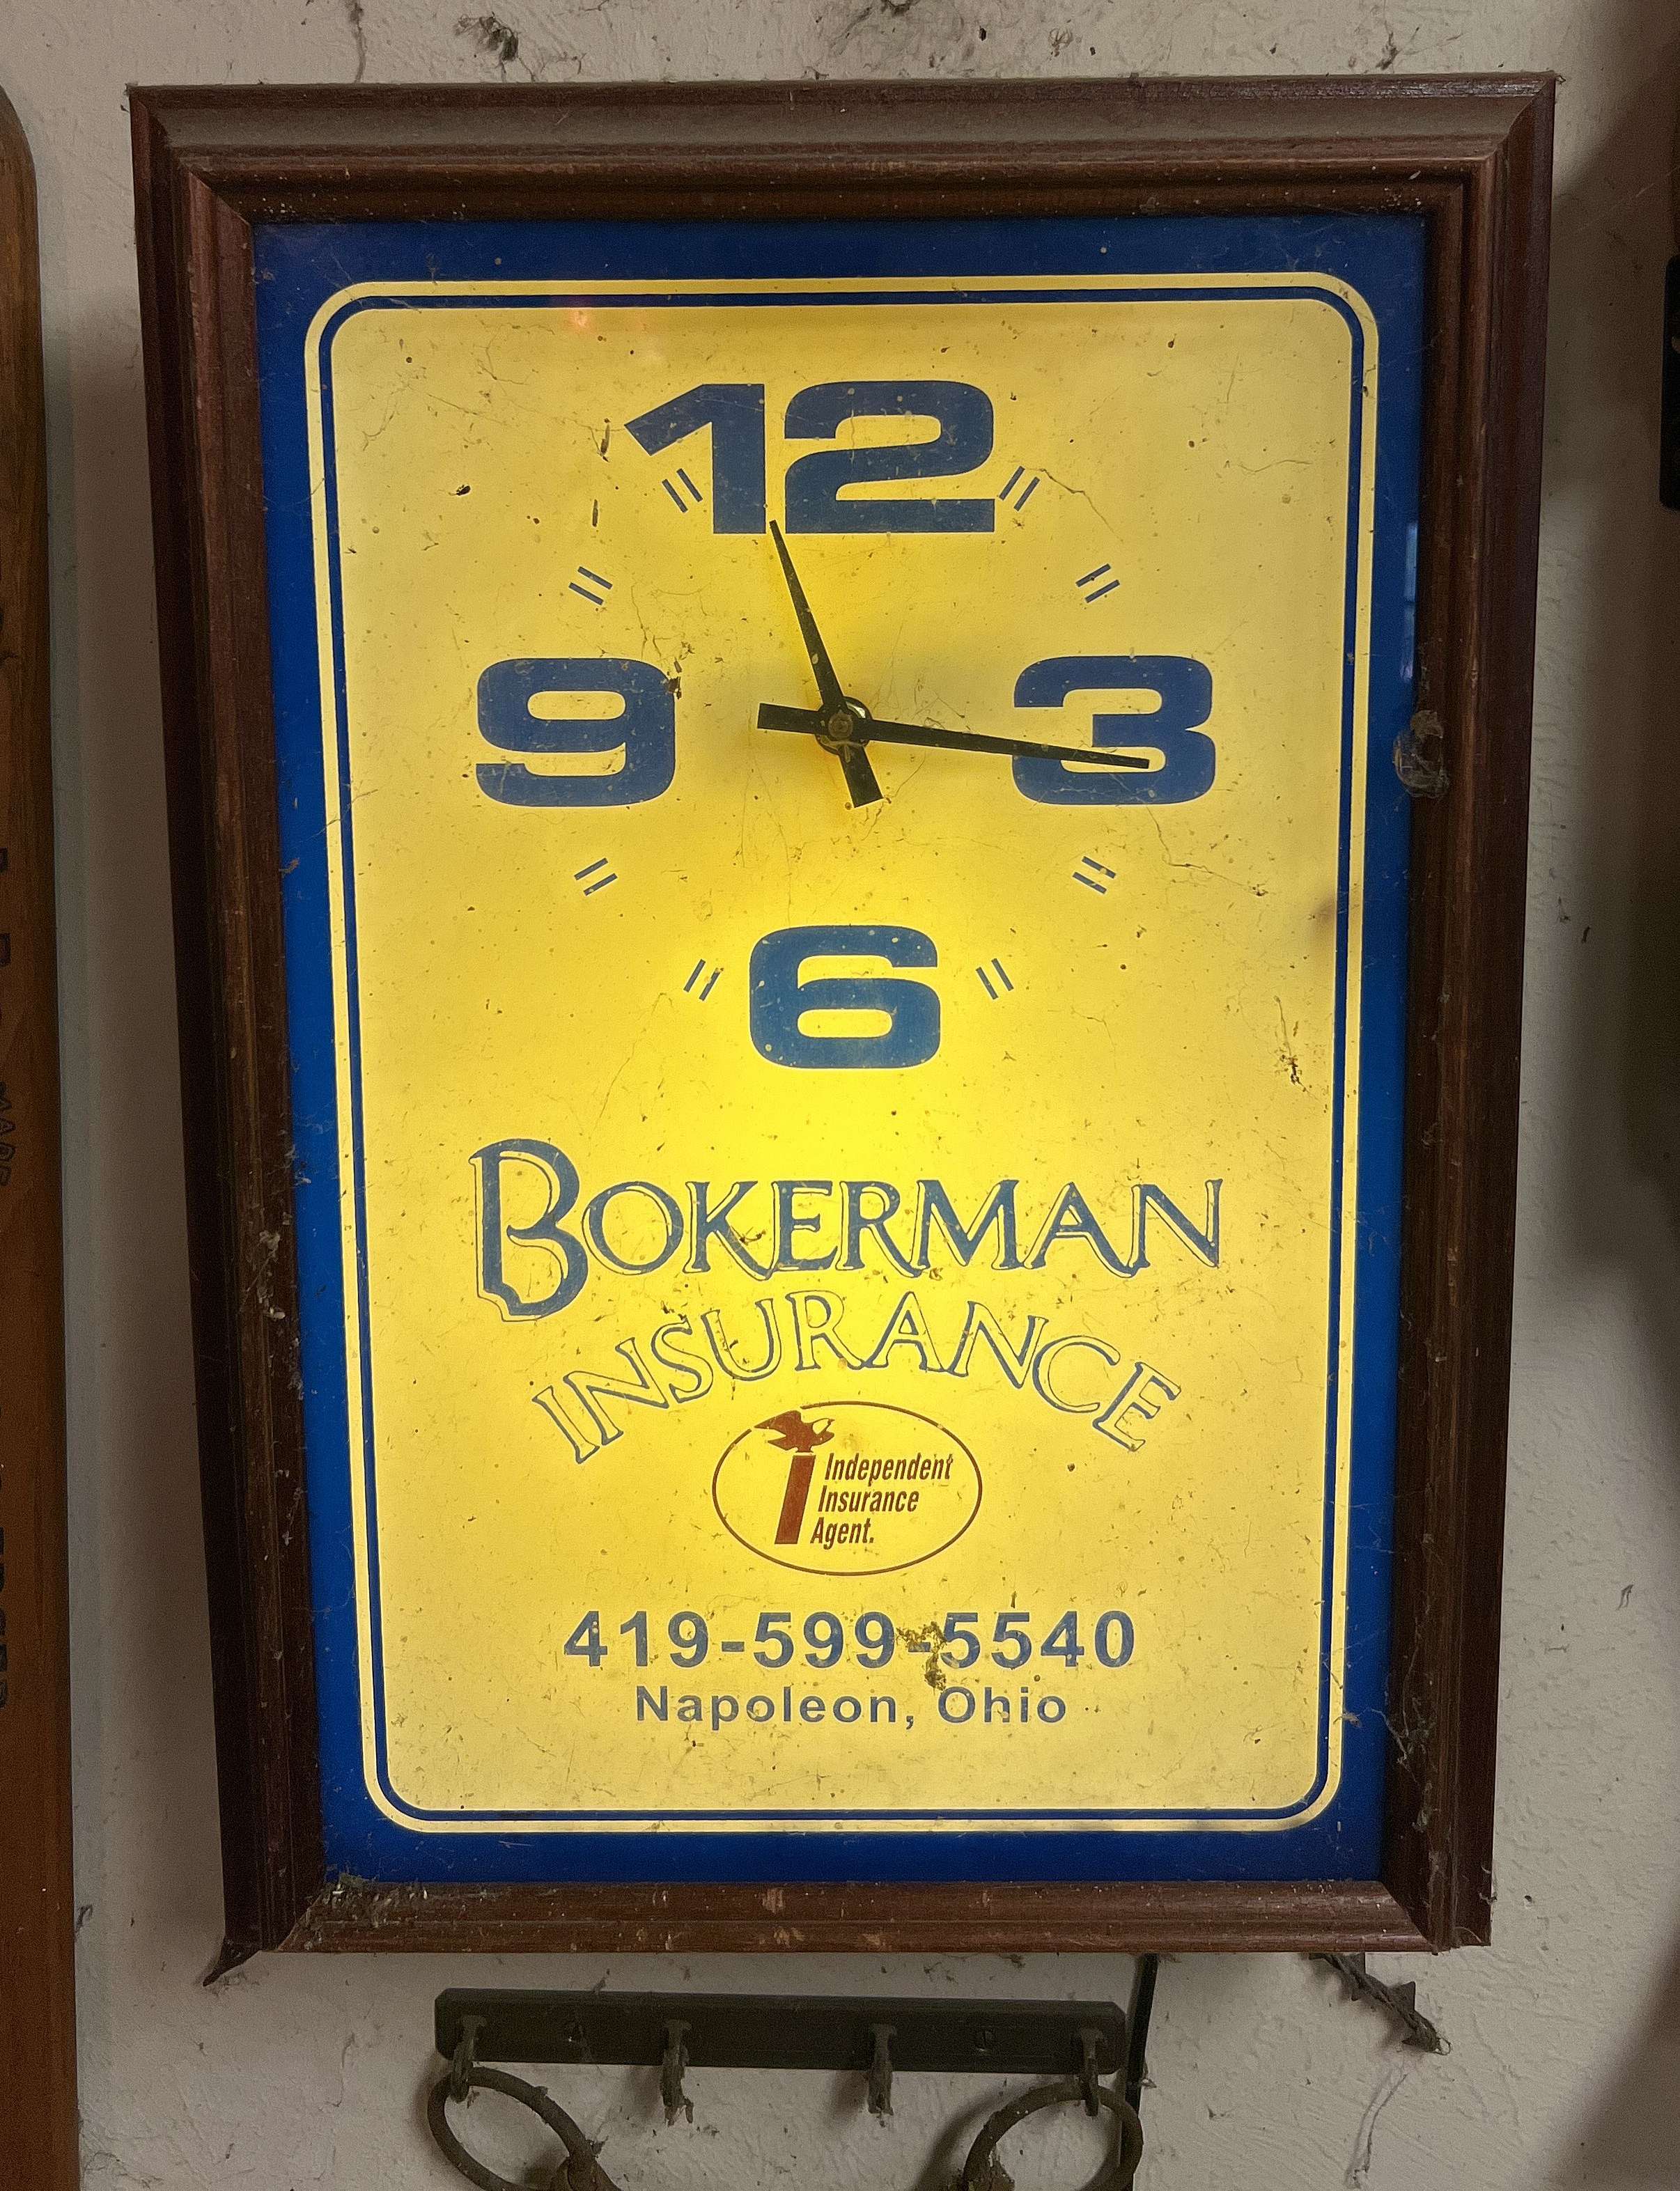 12
9 3
6
BOKERMAN
INSURANCE
Independent
Insurance
Agent.
419-599-5540
Napoleon, Ohio